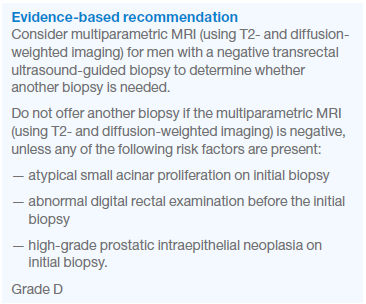 Evidence-based recommendation
Consider multiparametric MRI (using T2- and diffusion-
weighted imaging) for men with a negative transrectal
ultrasound-guided biopsy to determine whether
another biopsy is needed.
Do not offer another biopsy if the multiparametric MRI
(using T2- and diffusion-weighted imaging) is negative,
unless any of the following risk factors are present:
— atypical small acinar proliferation on initial biopsy
— abnormal digital rectal examination before the initial
biopsy
— high-grade prostatic intraepithelial neoplasia on
initial biopsy.
Grade D